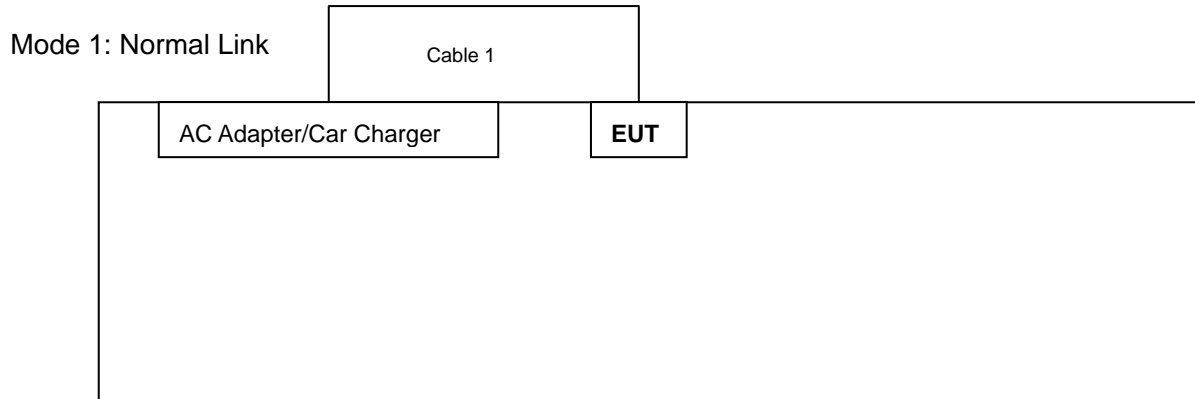 Mode 1: Normal Link
Cable 1
AC Adapter/Car Charger
EUT